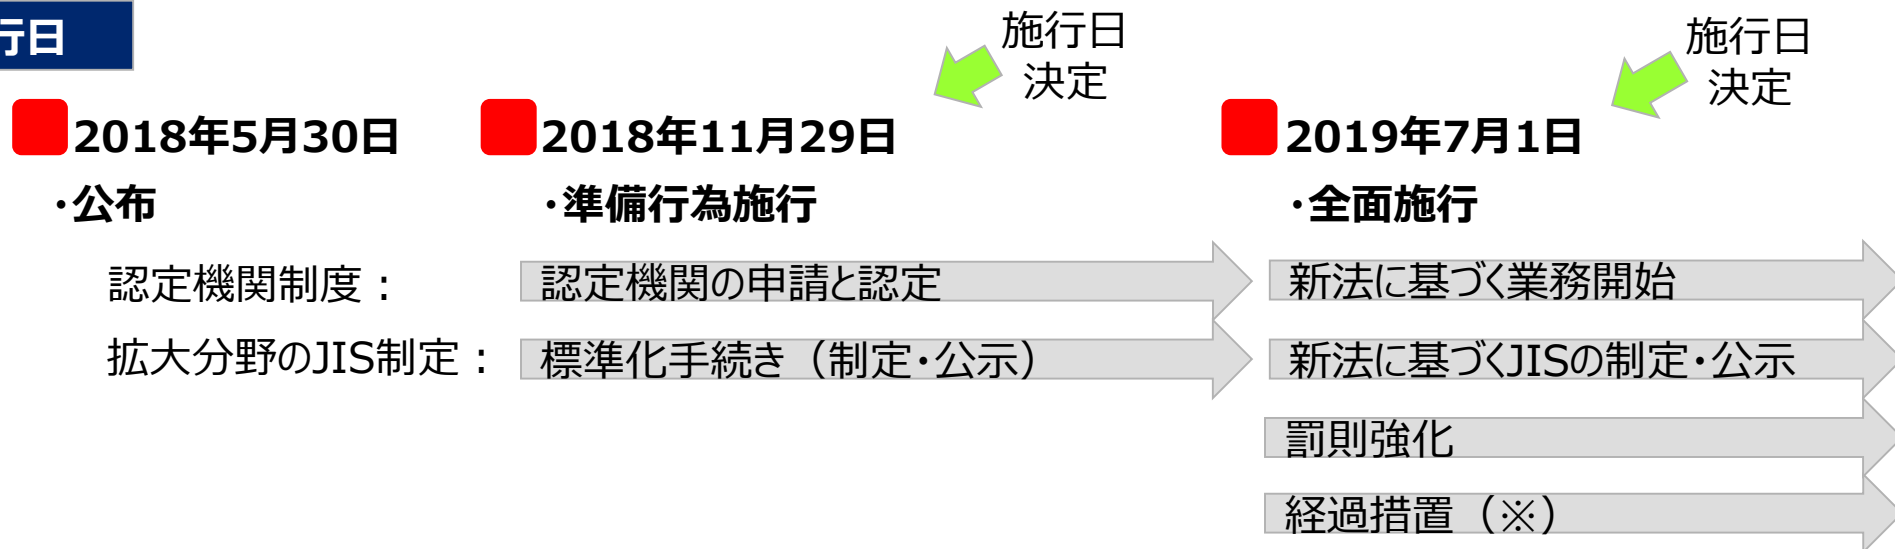 行日
施行日
決定
施行日
決定
2018年5月30日
2018年11月29日
2019年7月1日
・公布
・準備行為施行
・全面施行
認定機関制度：
認定機関の申請と認定
新法に基づく業務開始
拡大分野のJIS制定：
標準化手続き（制定・公示）
新法に基づくJISの制定・公示
罰則強化
経過措置（※）